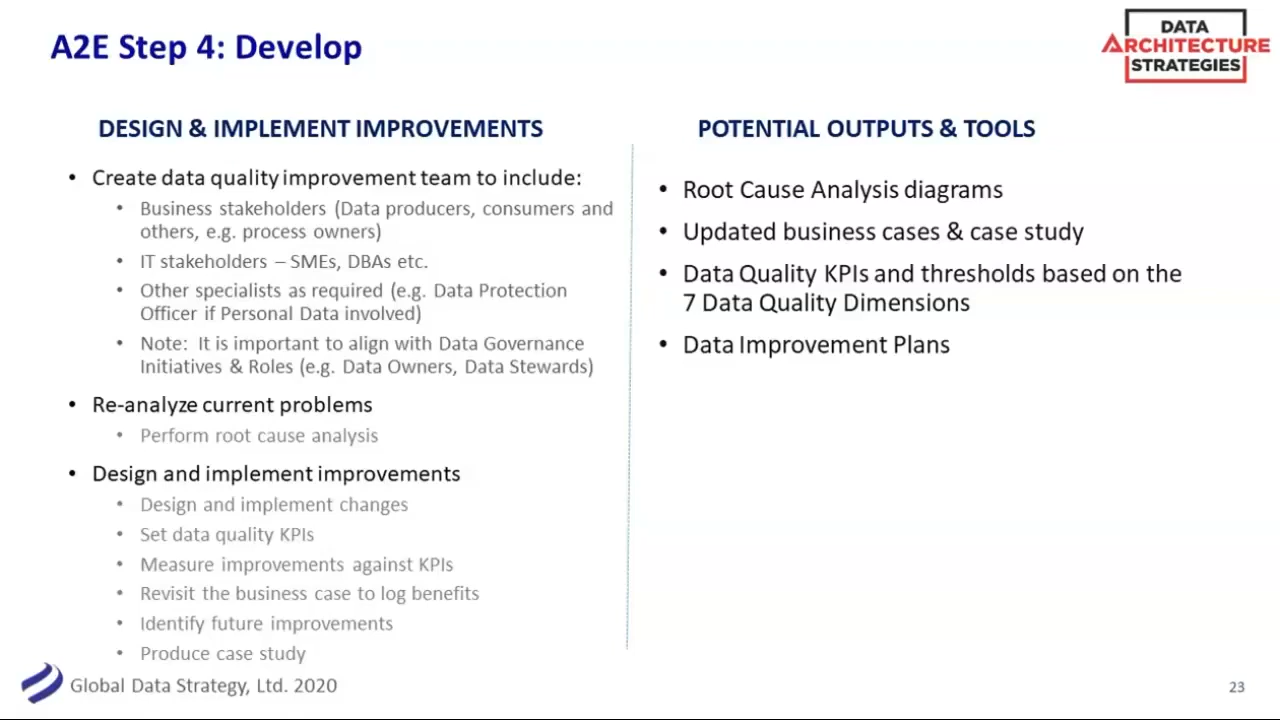 A2E Step 4: Develop
DATA
ARCHITECTURE
STRATEGIES
DESIGN & IMPLEMENT IMPROVEMENTS
• Create data quality improvement team to include:
• Business stakeholders (Data producers, consumers and
others, e.g. process owners)
• IT stakeholders – SMEs, DBAs etc.
• Other specialists as required (e.g. Data Protection
Officer if Personal Data involved)
• Note: It is important to align with Data Governance
Initiatives & Roles (e.g. Data Owners, Data Stewards)
• Re-analyze current problems
• Perform root cause analysis
• Design and implement improvements
• Design and implement changes
• Set data quality KPIs
• Measure improvements against KPIs
• Revisit the business case to log benefits
• Identify future improvements
• Produce case study
POTENTIAL OUTPUTS & TOOLS
• Root Cause Analysis diagrams
• Updated business cases & case study
• Data Quality KPIs and thresholds based on the
7 Data Quality Dimensions
• Data Improvement Plans
Global Data Strategy, Ltd. 2020
23